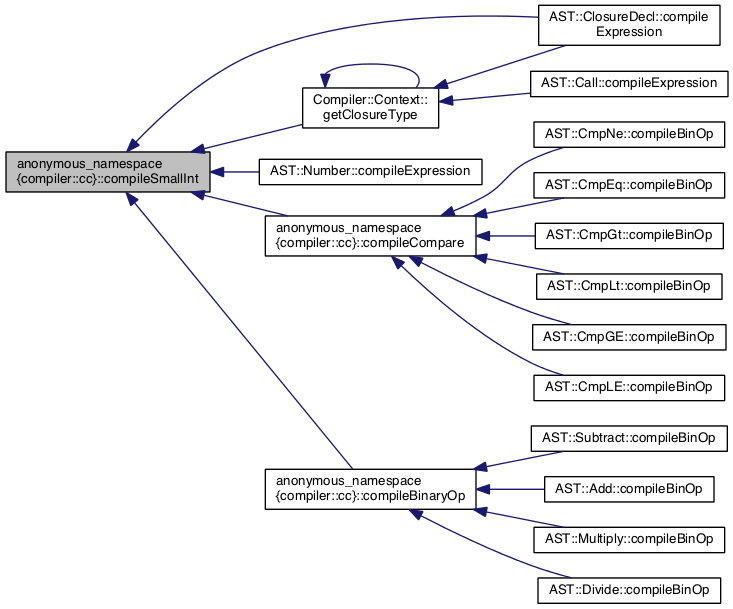 AST::ClosureDecl::compile
Expression
AST::Call::compileExpression
Compiler::Context::
getClosureType
AST::CmpNe::compileBinOp
anonymous_namespace
{compiler::cc}::compileSmallInt
AST::Number::compileExpression
AST::CmpEq::compileBinOp
anonymous_namespace
{compiler::cc}::compileCompare
AST::CmpGt::compileBinOp
AST::CmpLt::compileBinOp
AST::CmpGE::compileBinOp
AST::CmpLE::compileBinOp
AST::Subtract::compileBinOp
anonymous_namespace
{compiler::cc}::compileBinaryOp
AST::Add::compileBinOp
AST::Multiply::compileBinOp
AST::Divide::compileBinOp